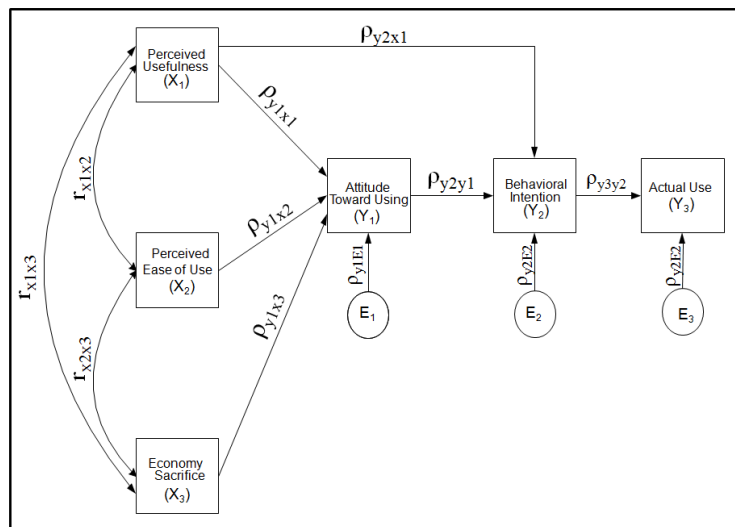 ρy2x1
Perceived
Usefulness
(X₁)
ρy1x1
rx1x2
Attitude
Toward Using
(Y₁)
ρy2y1
Behavioral
Intention
(Y₂)
ρy3y2
Actual Use
(Y₃)
ρy1x2
Perceived
Ease of Use
(X₂)
rx1x3
ρy1E1
ρy2E2
ρy2E2
E₁
E₂
E₃
ρy1x3
rx2x3
Economy
Sacrifice
(X₃)